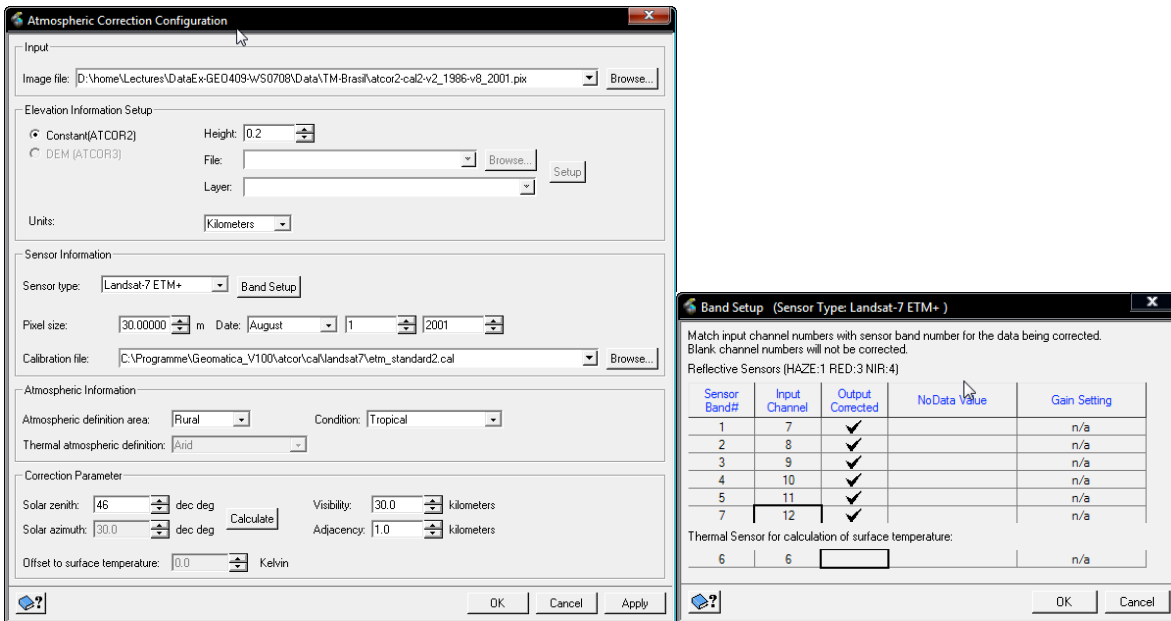 Atmospheric Correction Configuration
Input
Image file: D:\home\Lectures\DataEx-GEO409-WS0708\Data\TM-Brasil\atcor2-cal2-v2_1986-v8_2001.pix Browse...
Elevation Information Setup
Constant(ATCOR2) Height: 0.2
DEM (ATCOR3) File: Browse... Setup
Layer:
Units: Kilometers
Sensor Information
Sensor type: Landsat-7 ETM+ Band Setup
Pixel size: 30.00000 m Date: August 1 2001
Calibration file: C:\Programme\Geomatica_V100\atcor\cal\landsat7\etm_standard2.cal Browse...
Atmospheric Information
Atmospheric definition area: Rural Condition: Tropical
Thermal atmospheric definition: Arid
Correction Parameter
Solar zenith: 46 dec deg Calculate Visibility: 30.0 kilometers
Solar azimuth: 30.0 dec deg Adjacency: 1.0 kilometers
Offset to surface temperature: 0.0 Kelvin
OK Cancel Apply
Band Setup (Sensor Type: Landsat-7 ETM+ )
Match input channel numbers with sensor band number for the data being corrected.
Blank channel numbers will not be corrected.
Reflective Sensors (HAZE:1 RED:3 NIR:4)
Sensor Band# Input Channel Output Corrected NoData Value Gain Setting
1 7 n/a
2 8 n/a
3 9 n/a
4 10 n/a
5 11 n/a
7 12 n/a
Thermal Sensor for calculation of surface temperature:
6 6 n/a
OK Cancel